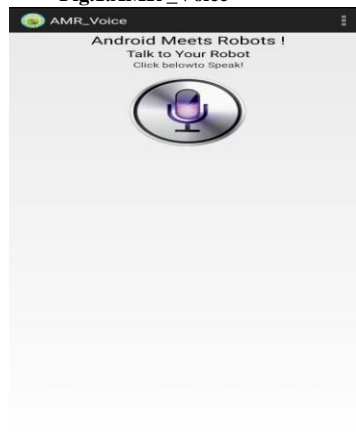 AMR_Voice
Android Meets Robots !
Talk to Your Robot
Click belowto Speak!